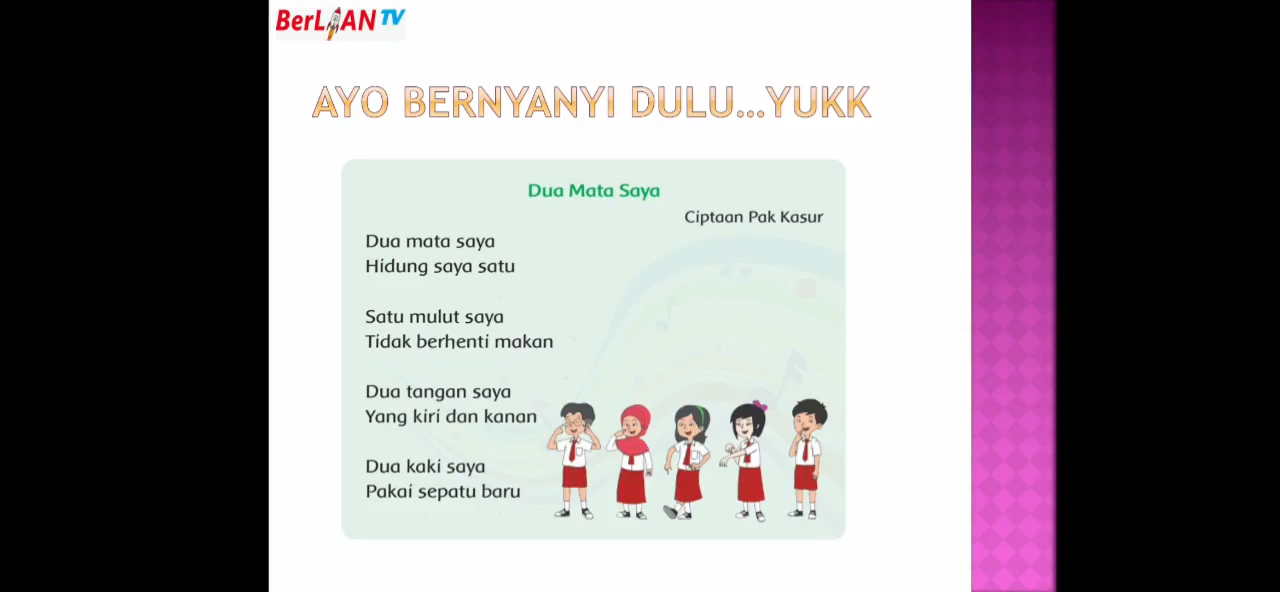 BerLiAN TV
AYO BERNYANYI DULU...YUKK
Dua Mata Saya
Ciptaan Pak Kasur
Dua mata saya
Hidung saya satu
Satu mulut saya
Tidak berhenti makan
Dua tangan saya
Yang kiri dan kanan
Dua kaki saya
Pakai sepatu baru